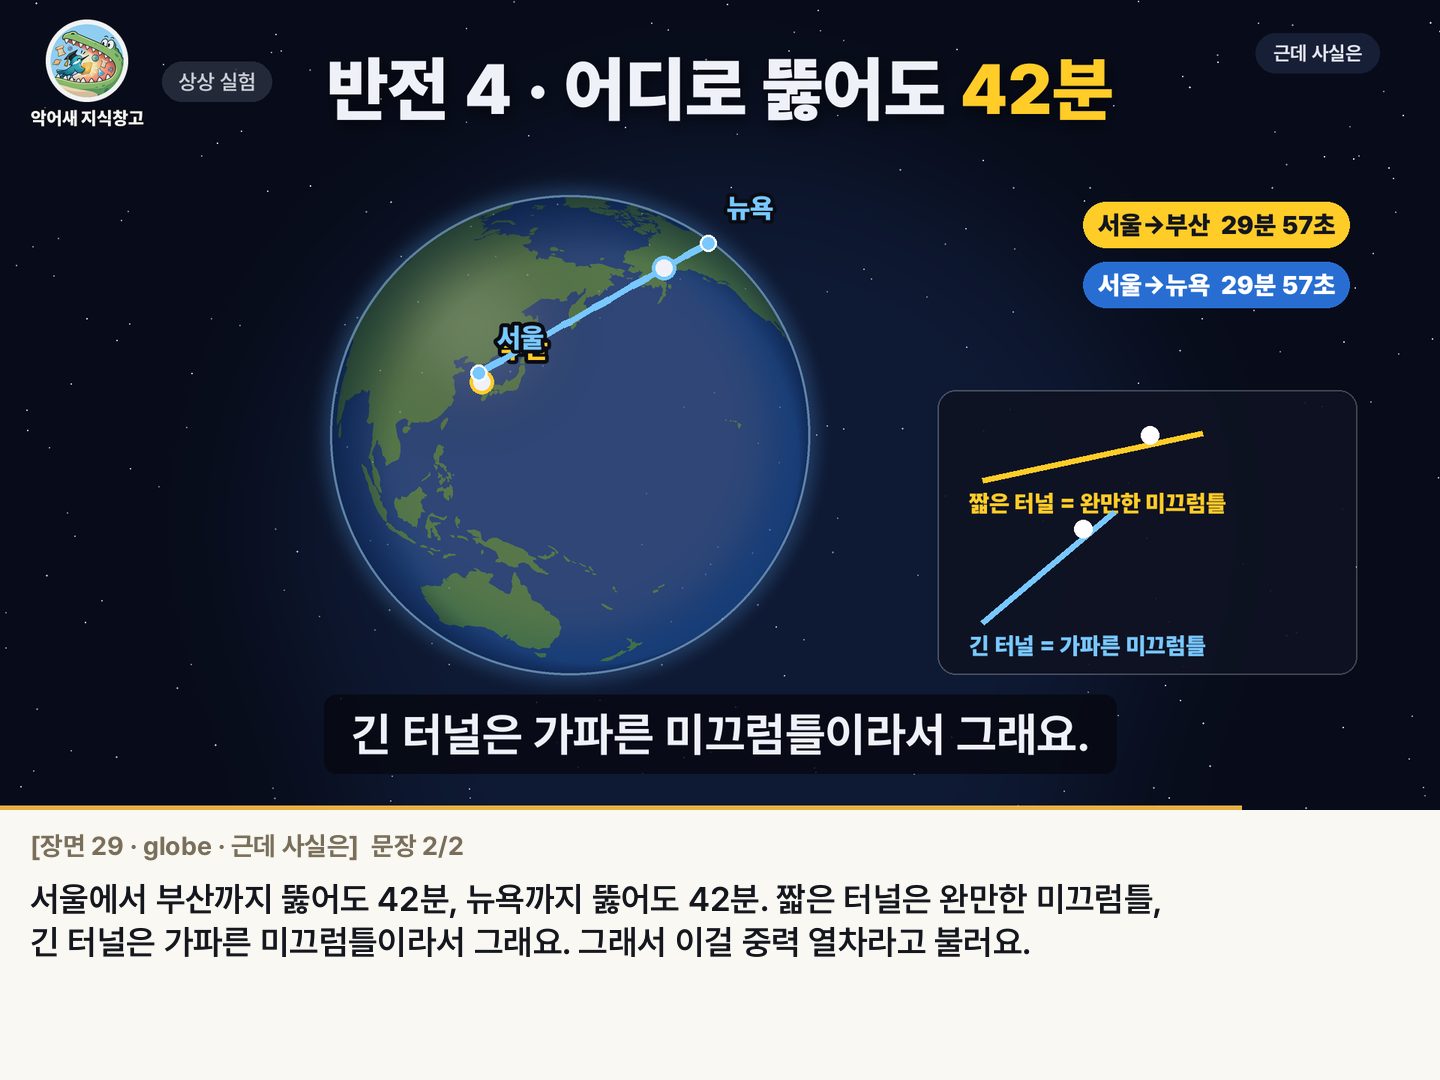 악어새 지식창고
상상 실험
반전 4 · 어디로 뚫어도 42분
근데 사실은
뉴욕
서울
서울→부산 29분 57초
서울→뉴욕 29분 57초
짧은 터널 = 완만한 미끄럼틀
긴 터널 = 가파른 미끄럼틀
긴 터널은 가파른 미끄럼틀이라서 그래요.
[장면 29 · globe · 근데 사실은] 문장 2/2
서울에서 부산까지 뚫어도 42분, 뉴욕까지 뚫어도 42분. 짧은 터널은 완만한 미끄럼틀,
긴 터널은 가파른 미끄럼틀이라서 그래요. 그래서 이걸 중력 열차라고 불러요.